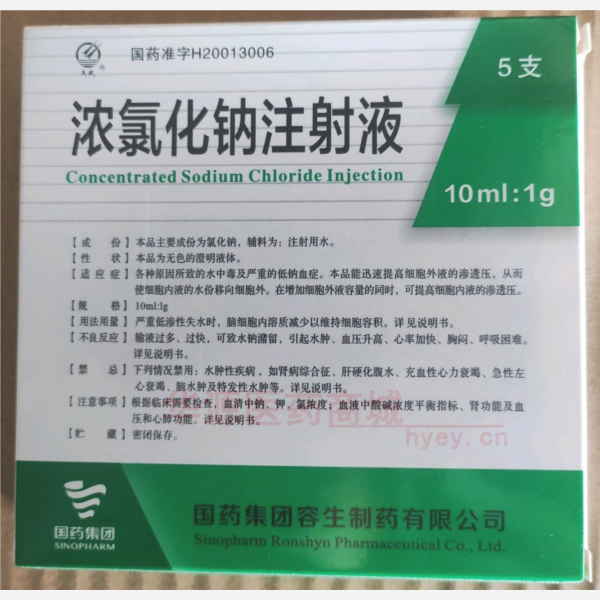 国药准字H20013006
5支
浓氯化钠注射液
Concentrated Sodium Chloride Injection
10ml:1g
【成份】本品主要成份为氯化钠，辅料为：注射用水。
【性状】本品为无色的澄明液体。
【适应症】各种原因所致的水中毒及严重的低钠血症。本品能迅速提高细胞外液的渗透压，从而
使细胞内液的水份移向细胞外。在增加细胞外液容量的同时，可提高细胞内液的渗透压。
【规格】10ml:1g
【用法用量】严重低渗性失水时，脑细胞内溶质减少以维持细胞容积。详见说明书。
【不良反应】输液过多、过快，可致水钠潴留，引起水肿、血压升高、心率加快、胸闷、呼吸困难。
详见说明书。
【禁忌】下列情况禁用：水肿性疾病，如肾病综合征、肝硬化腹水、充血性心力衰竭、急性左
心衰竭、脑水肿及特发性水肿等。详见说明书。
【注意事项】根据临床需要检查，血清中钠、钾、氯浓度；血液中酸碱浓度平衡指标、肾功能及血
压和心肺功能。详见说明书。
【贮藏】密闭保存。
医药商城
hyey.cn
国药集团
SINOPHARM
国药集团容生制药有限公司
Sinopharm Ronshyn Pharmaceutical Co., Ltd.